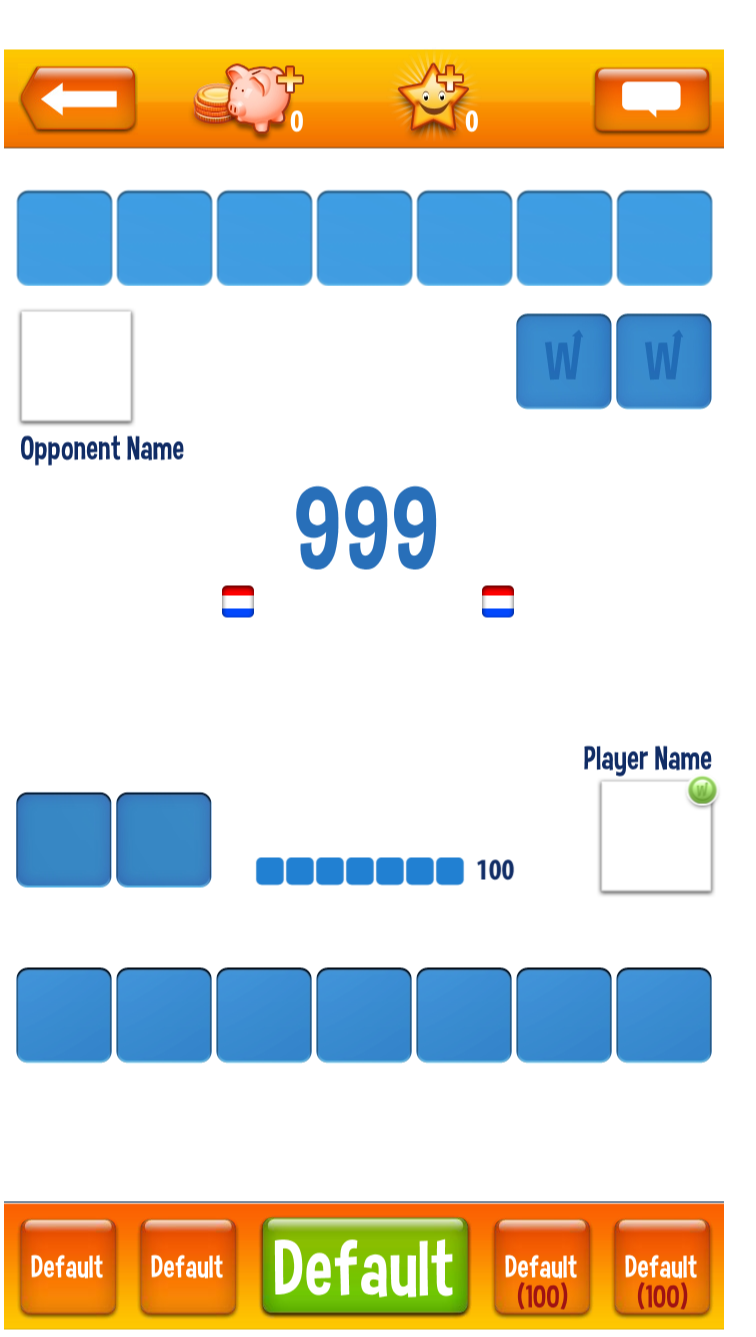 0
0
W W
Opponent Name
999
Player Name
W
100
Default
Default
Default
Default
(100)
Default
(100)